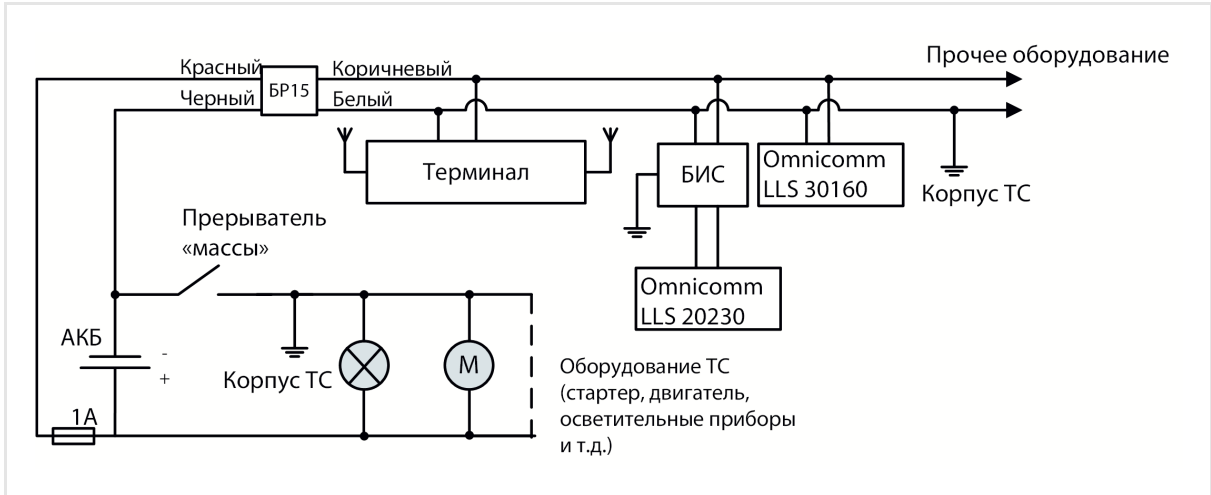 Прочее оборудование
Красный
БР15
Коричневый
Черный
Белый
Терминал
БИС
Omnicomm
LLS 30160
Корпус ТС
Прерыватель
«массы»
Omnicomm
LLS 20230
АКБ
-
+
Корпус ТС
М
Оборудование ТС
(стартер, двигатель,
осветительные приборы
и т.д.)
1А